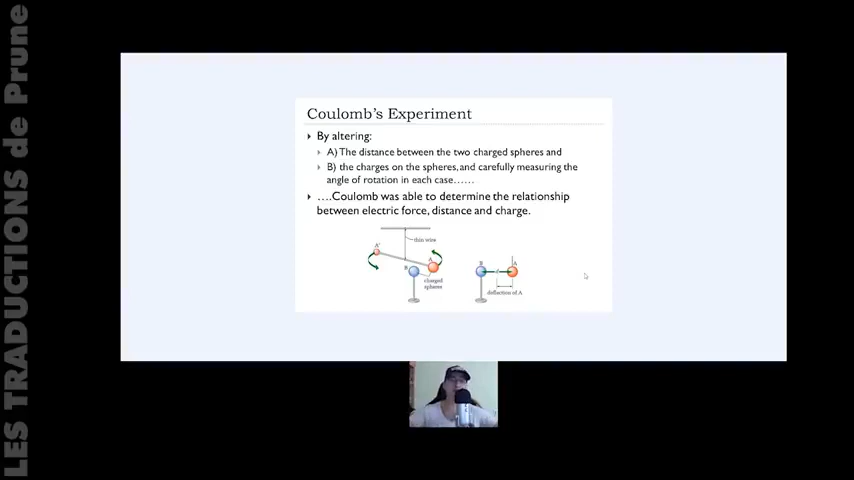 LES TRADUCTIONS de Prune
Coulomb's Experiment
By altering:
A) The distance between the two charged spheres and
B) the charges on the spheres, and carefully measuring the
angle of rotation in each case......
....Coulomb was able to determine the relationship
between electric force, distance and charge.
thin wire
A'
A
B
charged
spheres
B
A
deflection of A